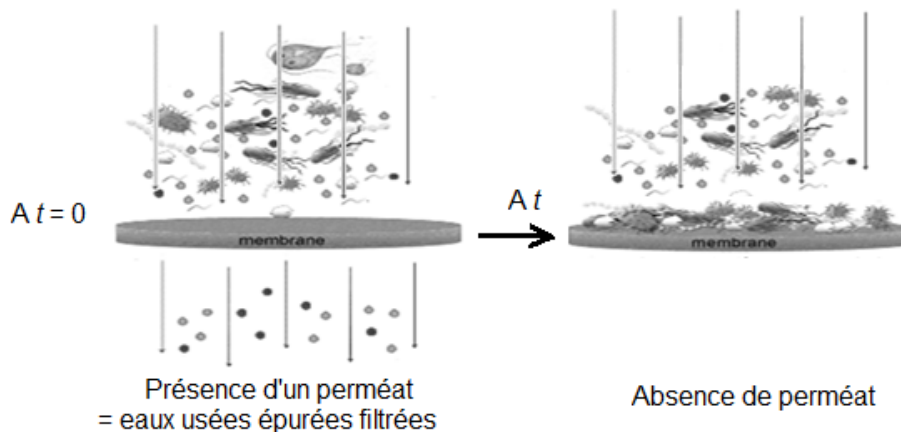 A t = 0
membrane
Présence d'un perméat
= eaux usées épurées filtrées
A t
membrane
Absence de perméat